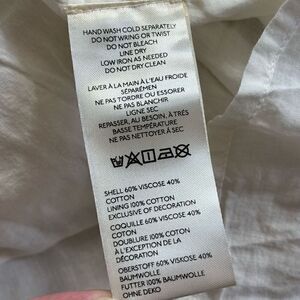 HAND WASH COLD SEPARATELY
DO NOT WRING OR TWIST
DO NOT BLEACH
LINE DRY
LOW IRON AS NEEDED
DO NOT DRY CLEAN
LAVER À LA MAIN À L'EAU FROIDE
SÉPARÉMEN
NE PAS TORDRE OU ESSORER
NE PAS BLANCHIR
LIGNE SEC
REPASSER, AU BESOIN, À TRÈS
BASSE TEMPÉRATURE
NE PAS NETTOYER À SEC
SHELL 60% VISCOSE 40%
COTTON
LINING 100% COTTON
EXCLUSIVE OF DECORATION
COQUILLE 60% VISCOSE 40%
COTON
DOUBLURE 100% COTON
À L'EXCEPTION DE LA
DÉCORATION
OBERSTOFF 60% VISKOSE 40%
BAUMWOLLE
FUTTER 100% BAUMWOLLE
OHNE DEKO